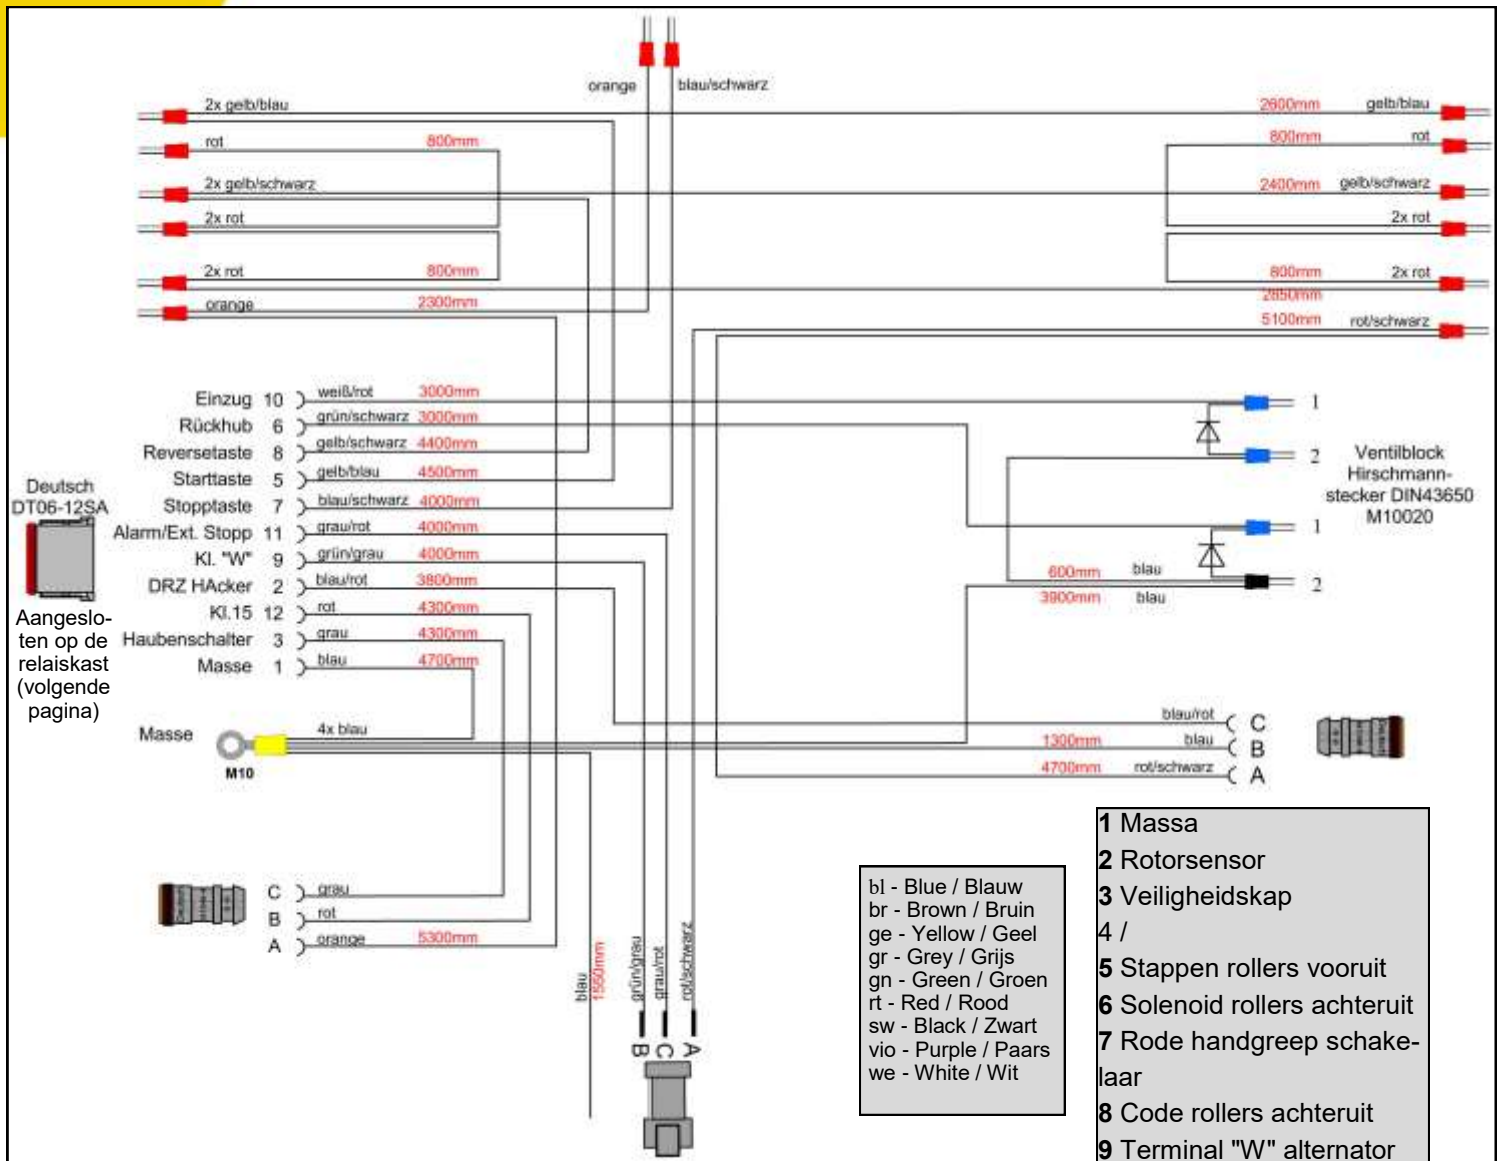 orange
blau/schwarz
2x gelb/blau
2600mm gelb/blau
rot 800mm
800mm rot
2x gelb/schwarz
2400mm gelb/schwarz
2x rot
2x rot
2x rot 800mm
800mm 2x rot
orange 2300mm
2850mm
5100mm rot/schwarz
Einzug 10 weiß/rot 3000mm
1
Rückhub 6 grün/schwarz 3000mm
Reversetaste 8 gelb/schwarz 4400mm
2
Starttaste 5 gelb/blau 4500mm
Stopptaste 7 blau/schwarz 4000mm
Alarm/Ext. Stopp 11 grau/rot 4000mm
1
Kl. "W" 9 grün/grau 4000mm
DRZ HAcker 2 blau/rot 3800mm
2
Kl.15 12 rot 4300mm
Haubenschalter 3 grau 4300mm
Masse 1 blau 4700mm
Ventilblock
Hirschmann-
stecker DIN43650
M10020
600mm blau
3900mm blau
Deutsch
DT06-12SA
Aangeslo-
ten op de
relaiskast
(volgende
pagina)
Masse
4x blau
M10
blau/rot C
1300mm blau B
4700mm rot/schwarz A
C grau
B rot
A orange 5300mm
blau
1550mm
grün/grau
grau/rot
rot/schwarz
B C A
bl - Blue / Blauw
br - Brown / Bruin
ge - Yellow / Geel
gr - Grey / Grijs
gn - Green / Groen
rt - Red / Rood
sw - Black / Zwart
vio - Purple / Paars
we - White / Wit
1 Massa
2 Rotorsensor
3 Veiligheidskap
4 /
5 Stappen rollers vooruit
6 Solenoid rollers achteruit
7 Rode handgreep schake-
laar
8 Code rollers achteruit
9 Terminal "W" alternator